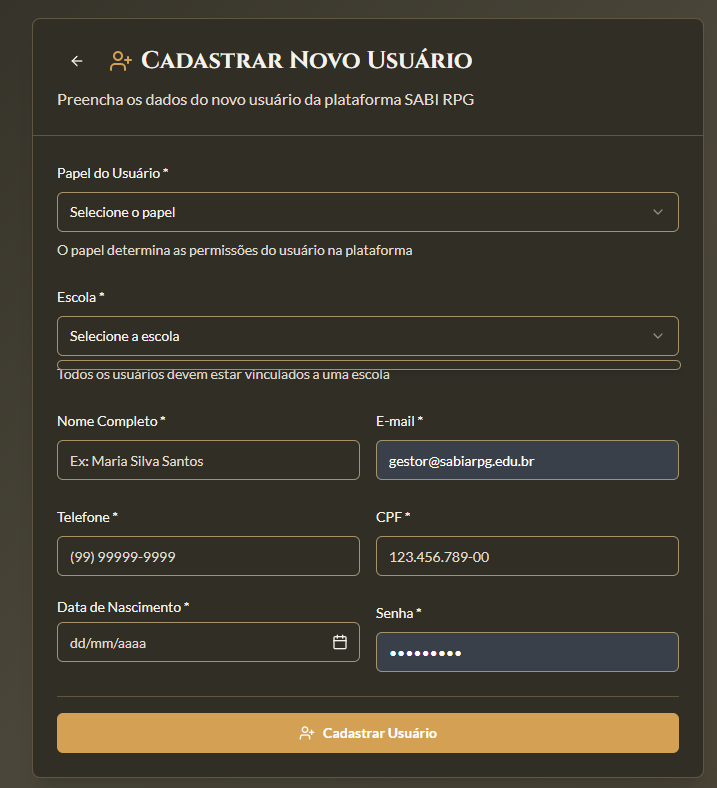 Cadastrar Novo Usuário
Preencha os dados do novo usuário da plataforma SABI RPG
Papel do Usuário *
Selecione o papel
O papel determina as permissões do usuário na plataforma
Escola *
Selecione a escola
Todos os usuários devem estar vinculados a uma escola
Nome Completo *
Ex: Maria Silva Santos
E-mail *
gestor@sabiarpg.edu.br
Telefone *
(99) 99999-9999
CPF *
123.456.789-00
Data de Nascimento *
dd/mm/aaaa
Senha *
•••••••••
Cadastrar Usuário